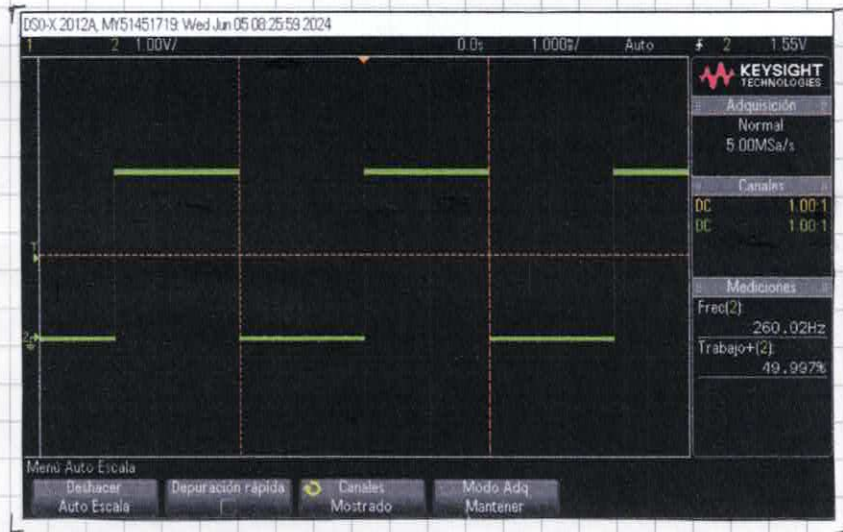 DSO-X 2012A, MY51451719: Wed Jun 05 08:25:59 2024
1 2 1.00V/ 0.0s 1.000s/ Auto 2 1.55V
KEYSIGHT
TECHNOLOGIES
Adquisición
Normal
5.00MSa/s
Canales
DC 1.00:1
DC 1.00:1
T
2
Mediciones
Frec(2):
260.02Hz
Trabajo+(2):
49.997%
Menú Auto Escala
Deshacer
Auto Escala
Depuración rápida
Canales
Mostrado
Modo Adq
Mantener